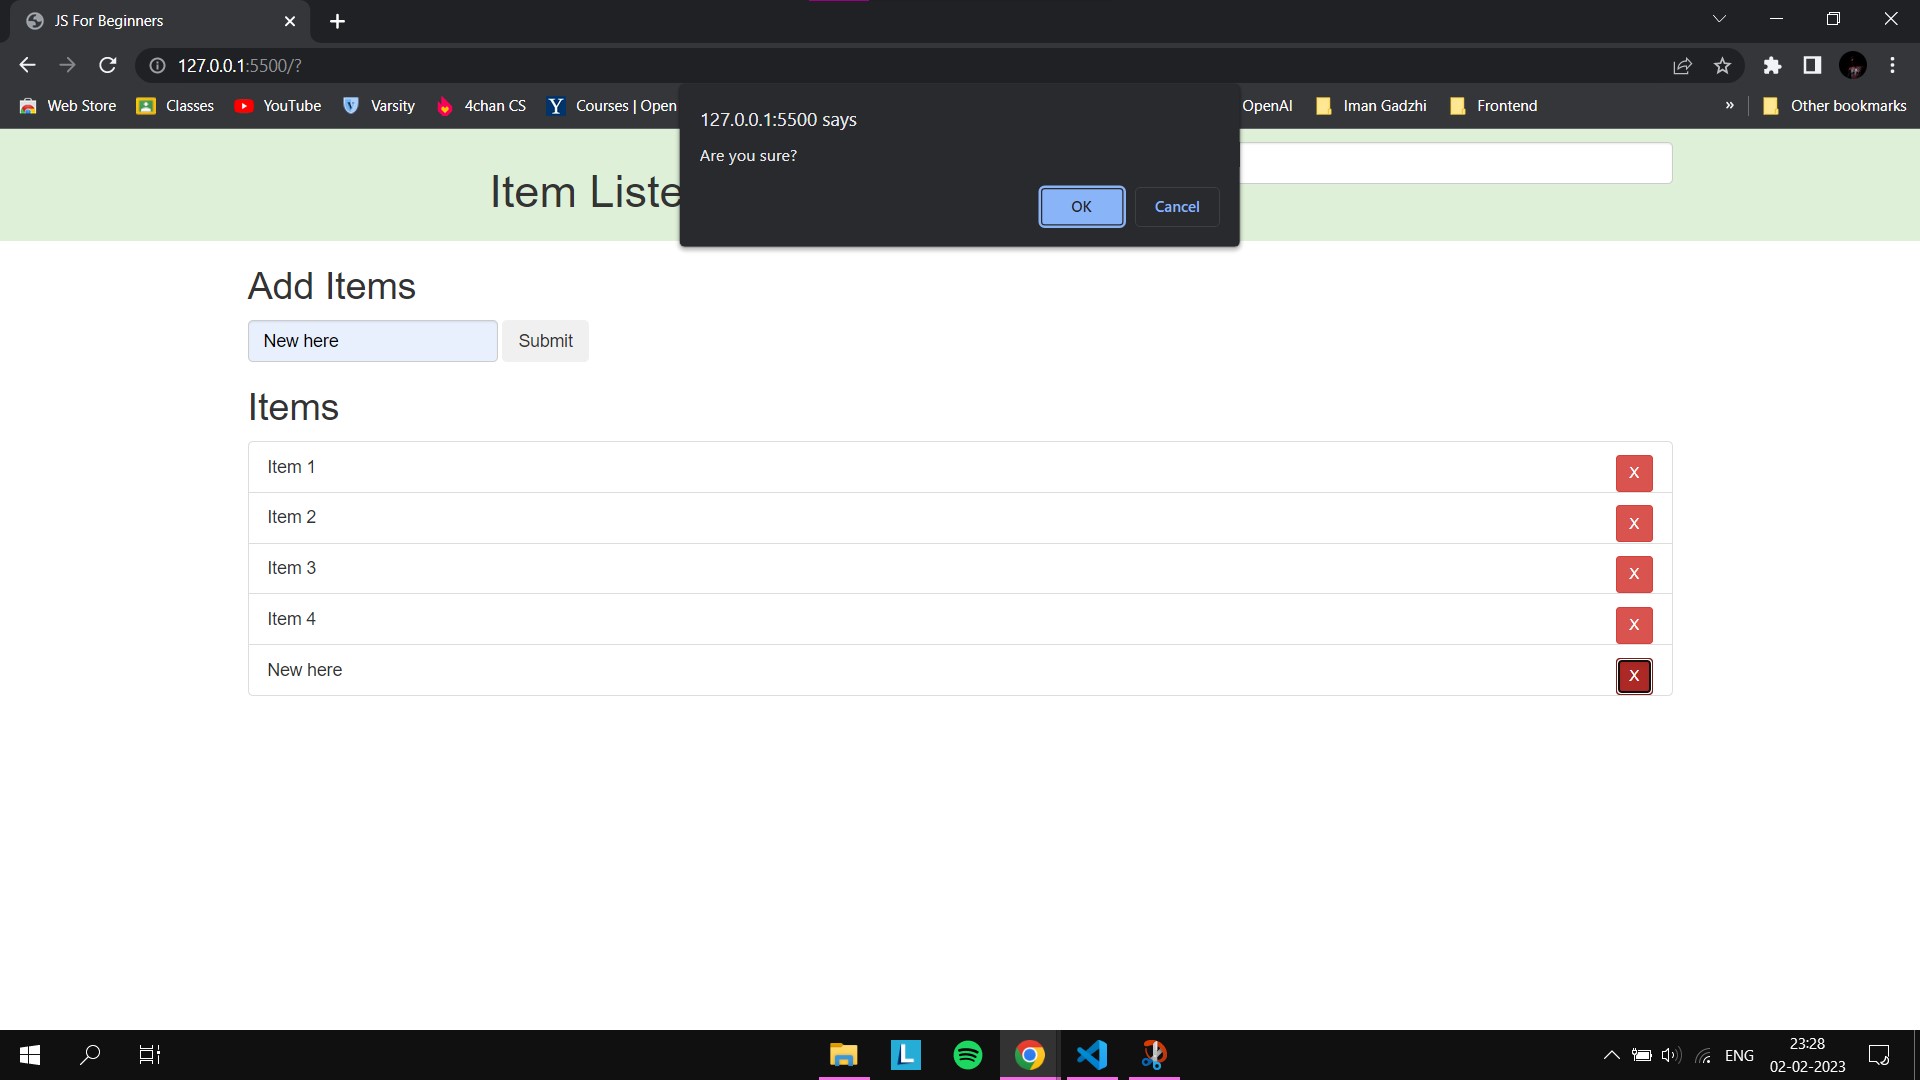 JS For Beginners
127.0.0.1:5500/?
Web Store Classes YouTube Varsity 4chan CS Courses | Open OpenAI Iman Gadzhi Frontend » Other bookmarks
127.0.0.1:5500 says
Are you sure?
OK Cancel
Item Liste
Add Items
New here Submit
Items
Item 1 X
Item 2 X
Item 3 X
Item 4 X
New here X
ENG 23:28
02-02-2023